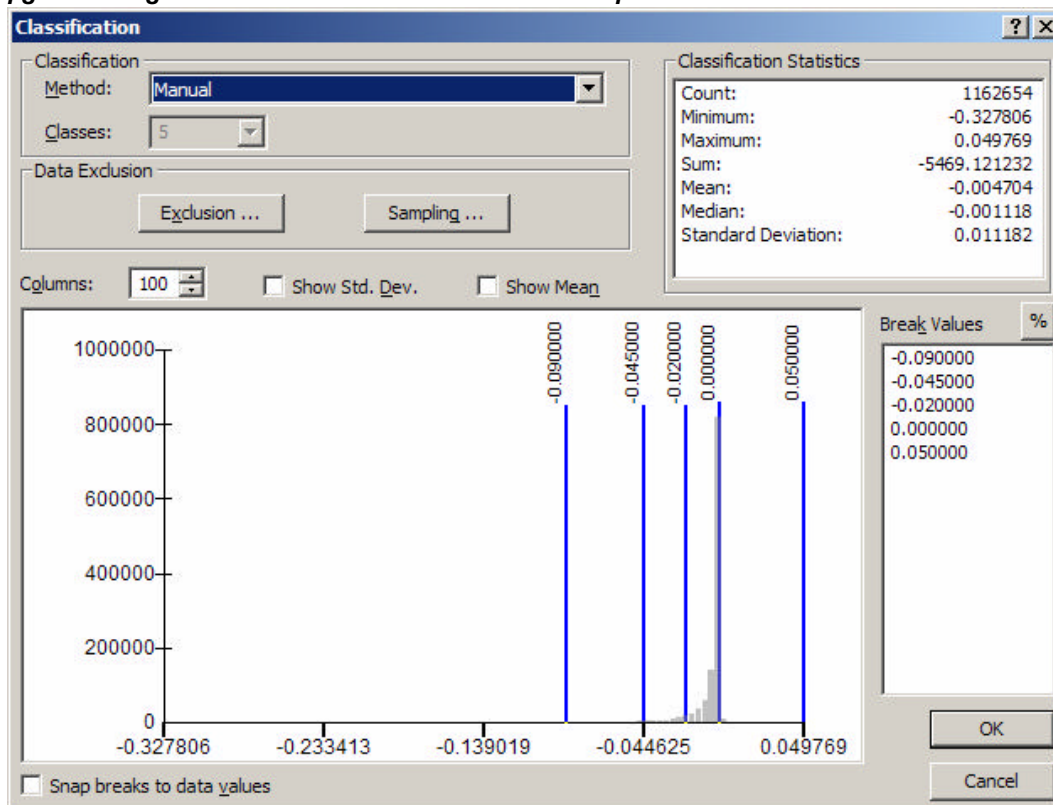 Classification
Classification
Method: Manual
Classes: 5
Data Exclusion
Exclusion ...
Sampling ...
Classification Statistics
Count: 1162654
Minimum: -0.327806
Maximum: 0.049769
Sum: -5469.121232
Mean: -0.004704
Median: -0.001118
Standard Deviation: 0.011182
Columns: 100
Show Std. Dev.
Show Mean
Break Values
%
-0.090000
-0.045000
-0.020000
0.000000
0.050000
-0.090000
-0.045000
-0.020000
0.000000
0.050000
1000000
800000
600000
400000
200000
0
-0.327806
-0.233413
-0.139019
-0.044625
0.049769
OK
Cancel
Snap breaks to data values